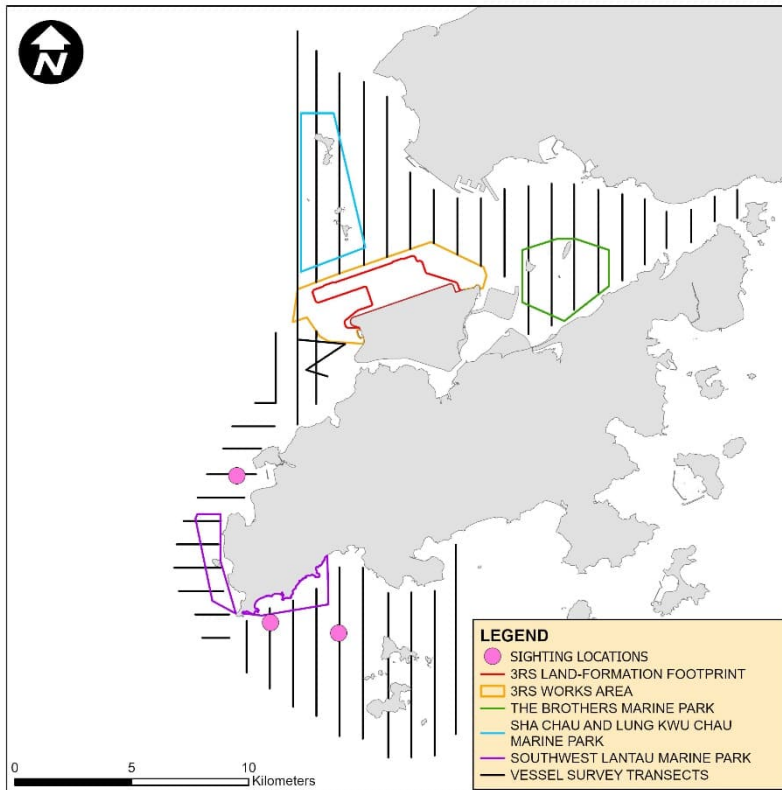 N
LEGEND
SIGHTING LOCATIONS
3RS LAND-FORMATION FOOTPRINT
3RS WORKS AREA
THE BROTHERS MARINE PARK
SHA CHAU AND LUNG KWU CHAU
MARINE PARK
SOUTHWEST LANTAU MARINE PARK
VESSEL SURVEY TRANSECTS
0 5 10
Kilometers